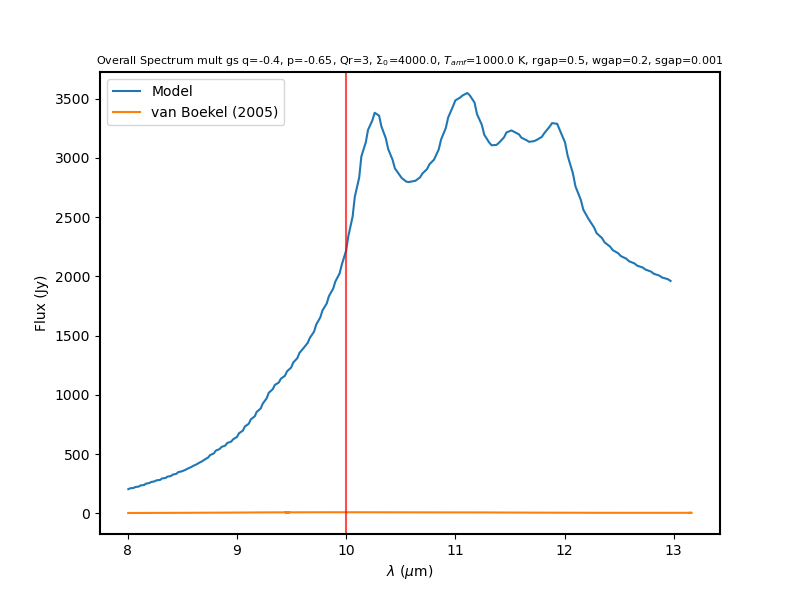 Overall Spectrum mult gs q=-0.4, p=-0.65, Qr=3, Σ₀=4000.0, T_amf=1000.0 K, rgap=0.5, wgap=0.2, sgap=0.001
Model
van Boekel (2005)
3500
3000
2500
2000
1500
1000
500
0
Flux (Jy)
8 9 10 11 12 13
λ (μm)